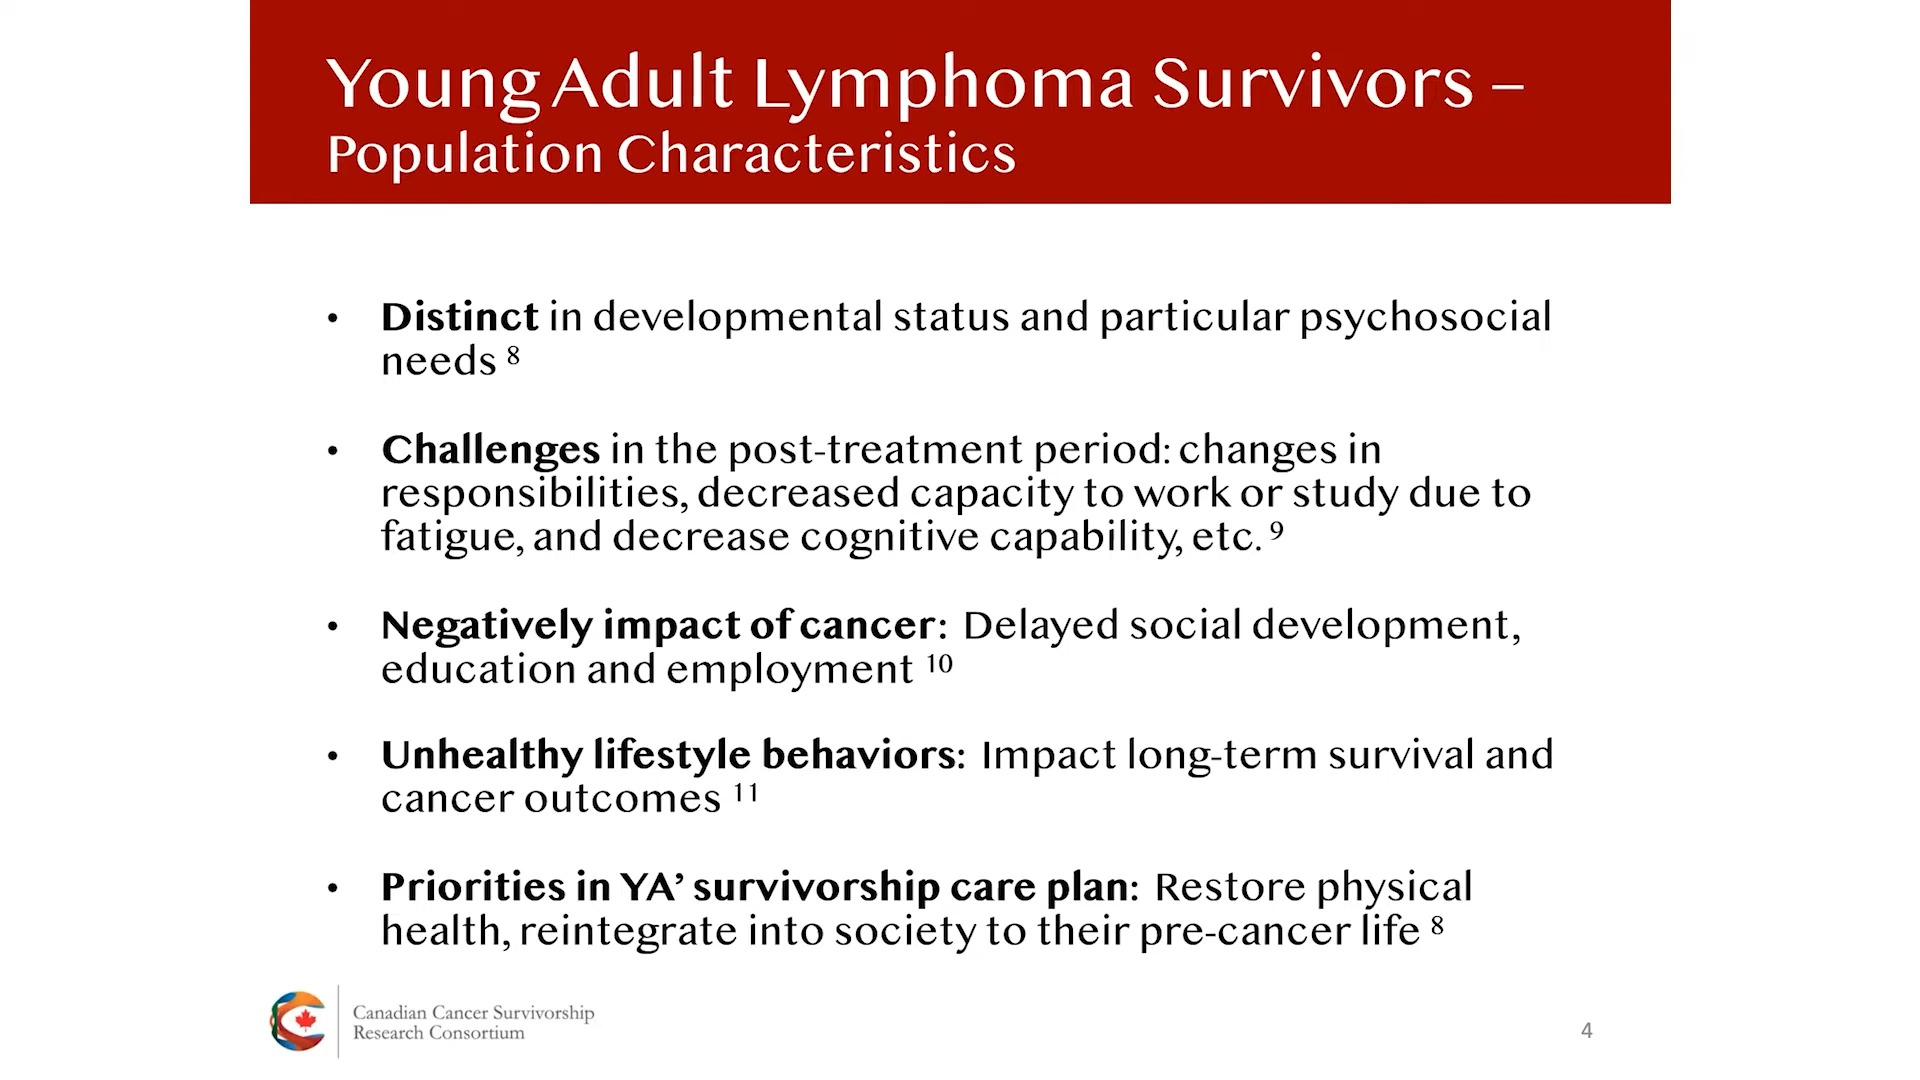 Young Adult Lymphoma Survivors –
Population Characteristics
• Distinct in developmental status and particular psychosocial
needs ⁸
• Challenges in the post-treatment period: changes in
responsibilities, decreased capacity to work or study due to
fatigue, and decrease cognitive capability, etc. ⁹
• Negatively impact of cancer: Delayed social development,
education and employment ¹⁰
• Unhealthy lifestyle behaviors: Impact long-term survival and
cancer outcomes ¹¹
• Priorities in YA’ survivorship care plan: Restore physical
health, reintegrate into society to their pre-cancer life ⁸
Canadian Cancer Survivorship
Research Consortium
4